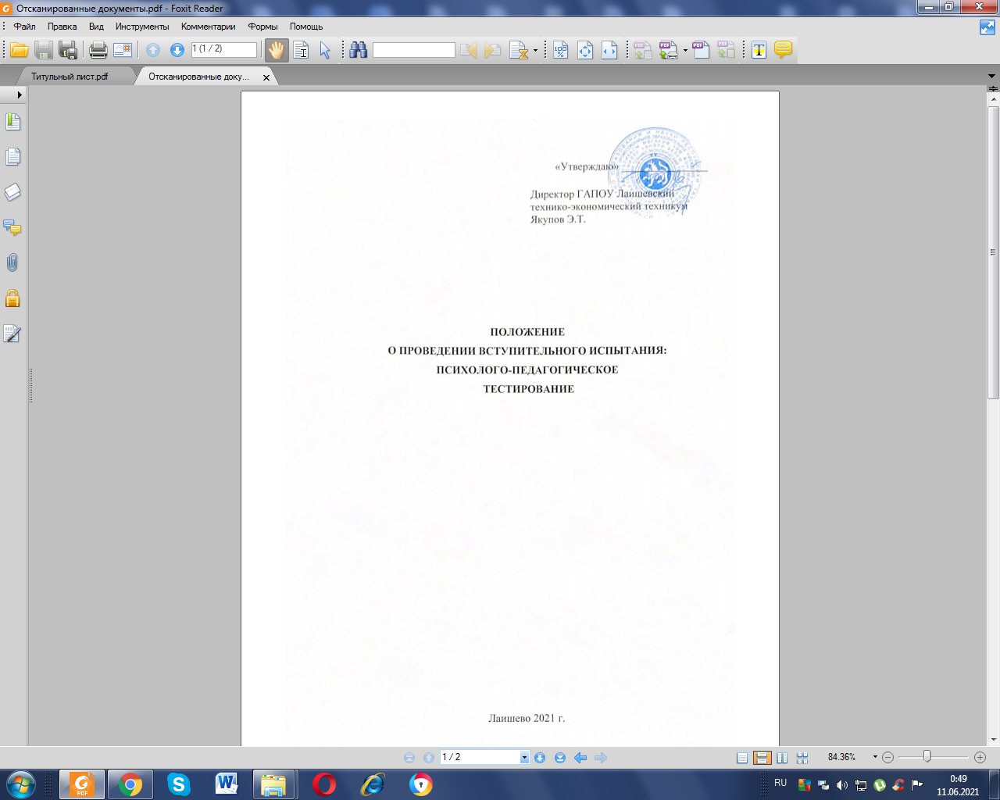 Отсканированные документы.pdf - Foxit Reader
Файл Правка Вид Инструменты Комментарии Формы Помощь
1 (1 / 2)
Титульный лист.pdf Отсканированные доку...
«Утверждаю»
Директор ГАПОУ Лаишевский
технико-экономический техникум
Якупов Э.Т.
ПОЛОЖЕНИЕ
О ПРОВЕДЕНИИ ВСТУПИТЕЛЬНОГО ИСПЫТАНИЯ:
ПСИХОЛОГО-ПЕДАГОГИЧЕСКОЕ
ТЕСТИРОВАНИЕ
Лаишево 2021 г.
1 / 2
84.36%
RU
0:49
11.06.2021